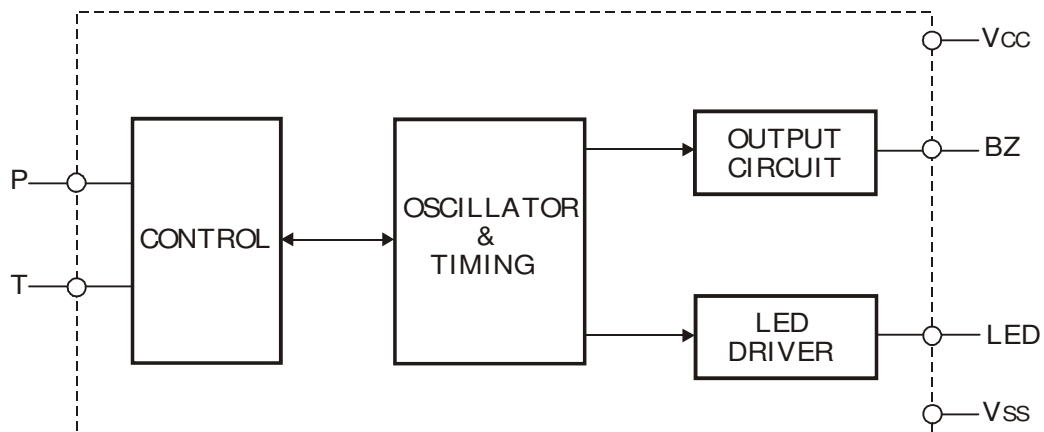 VCC
OUTPUT
CIRCUIT
BZ
P
CONTROL
T
OSCILLATOR
&
TIMING
LED
DRIVER
LED
VSS